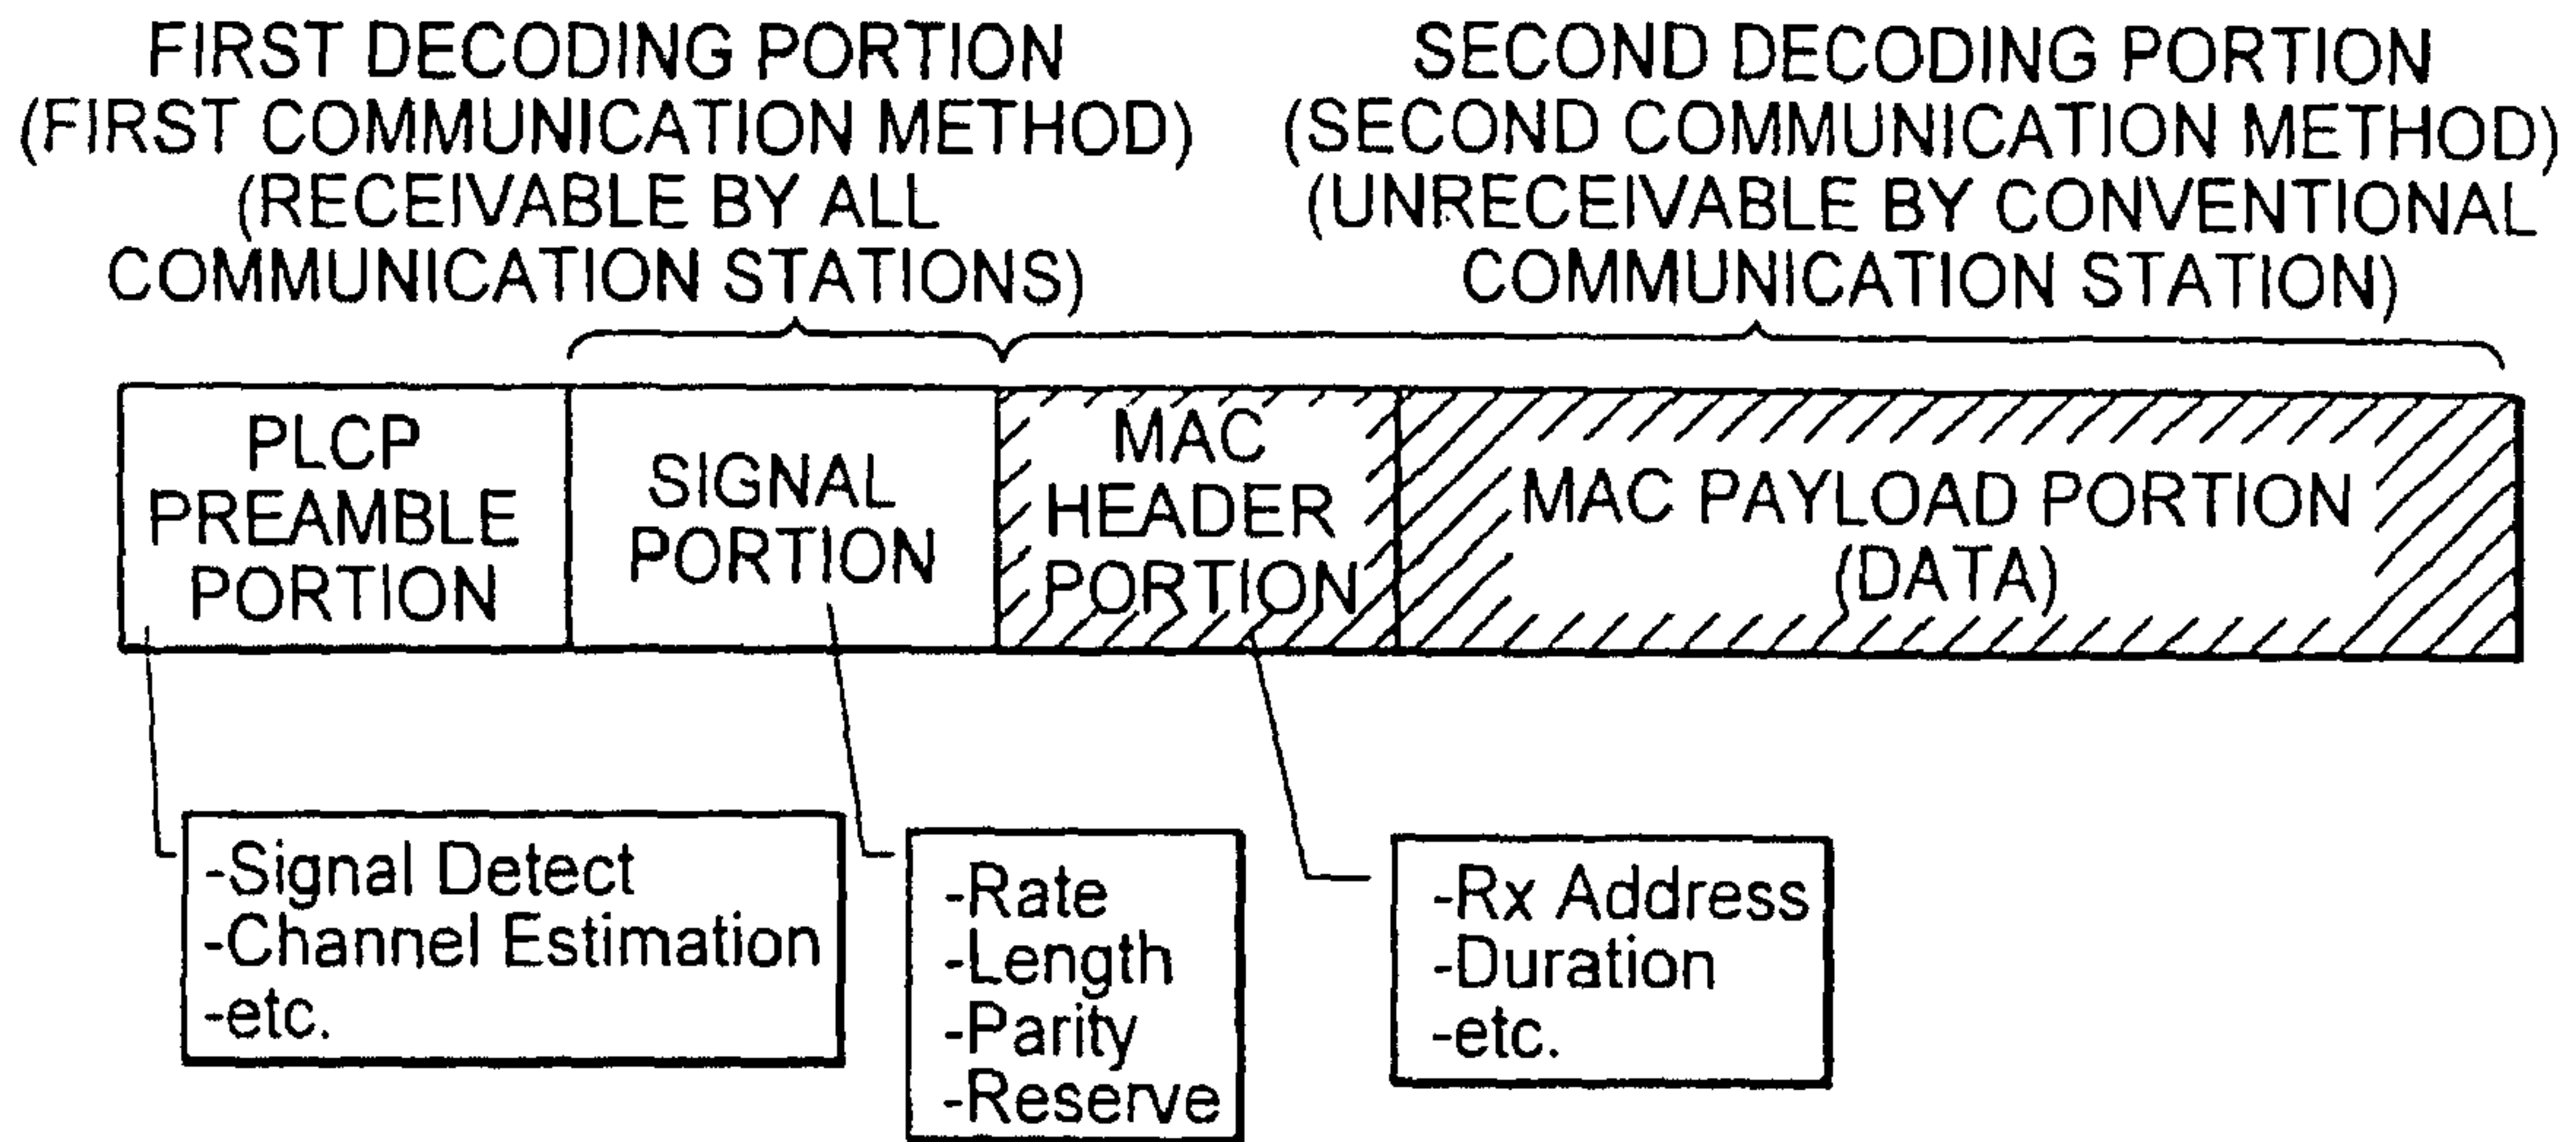 FIRST DECODING PORTION
(FIRST COMMUNICATION METHOD)
(RECEIVABLE BY ALL
COMMUNICATION STATIONS)
SECOND DECODING PORTION
(SECOND COMMUNICATION METHOD)
(UNRECEIVABLE BY CONVENTIONAL
COMMUNICATION STATION)
PLCP
PREAMBLE
PORTION
SIGNAL
PORTION
MAC
HEADER
PORTION
MAC PAYLOAD PORTION
(DATA)
-Signal Detect
-Channel Estimation
-etc.
-Rate
-Length
-Parity
-Reserve
-Rx Address
-Duration
-etc.